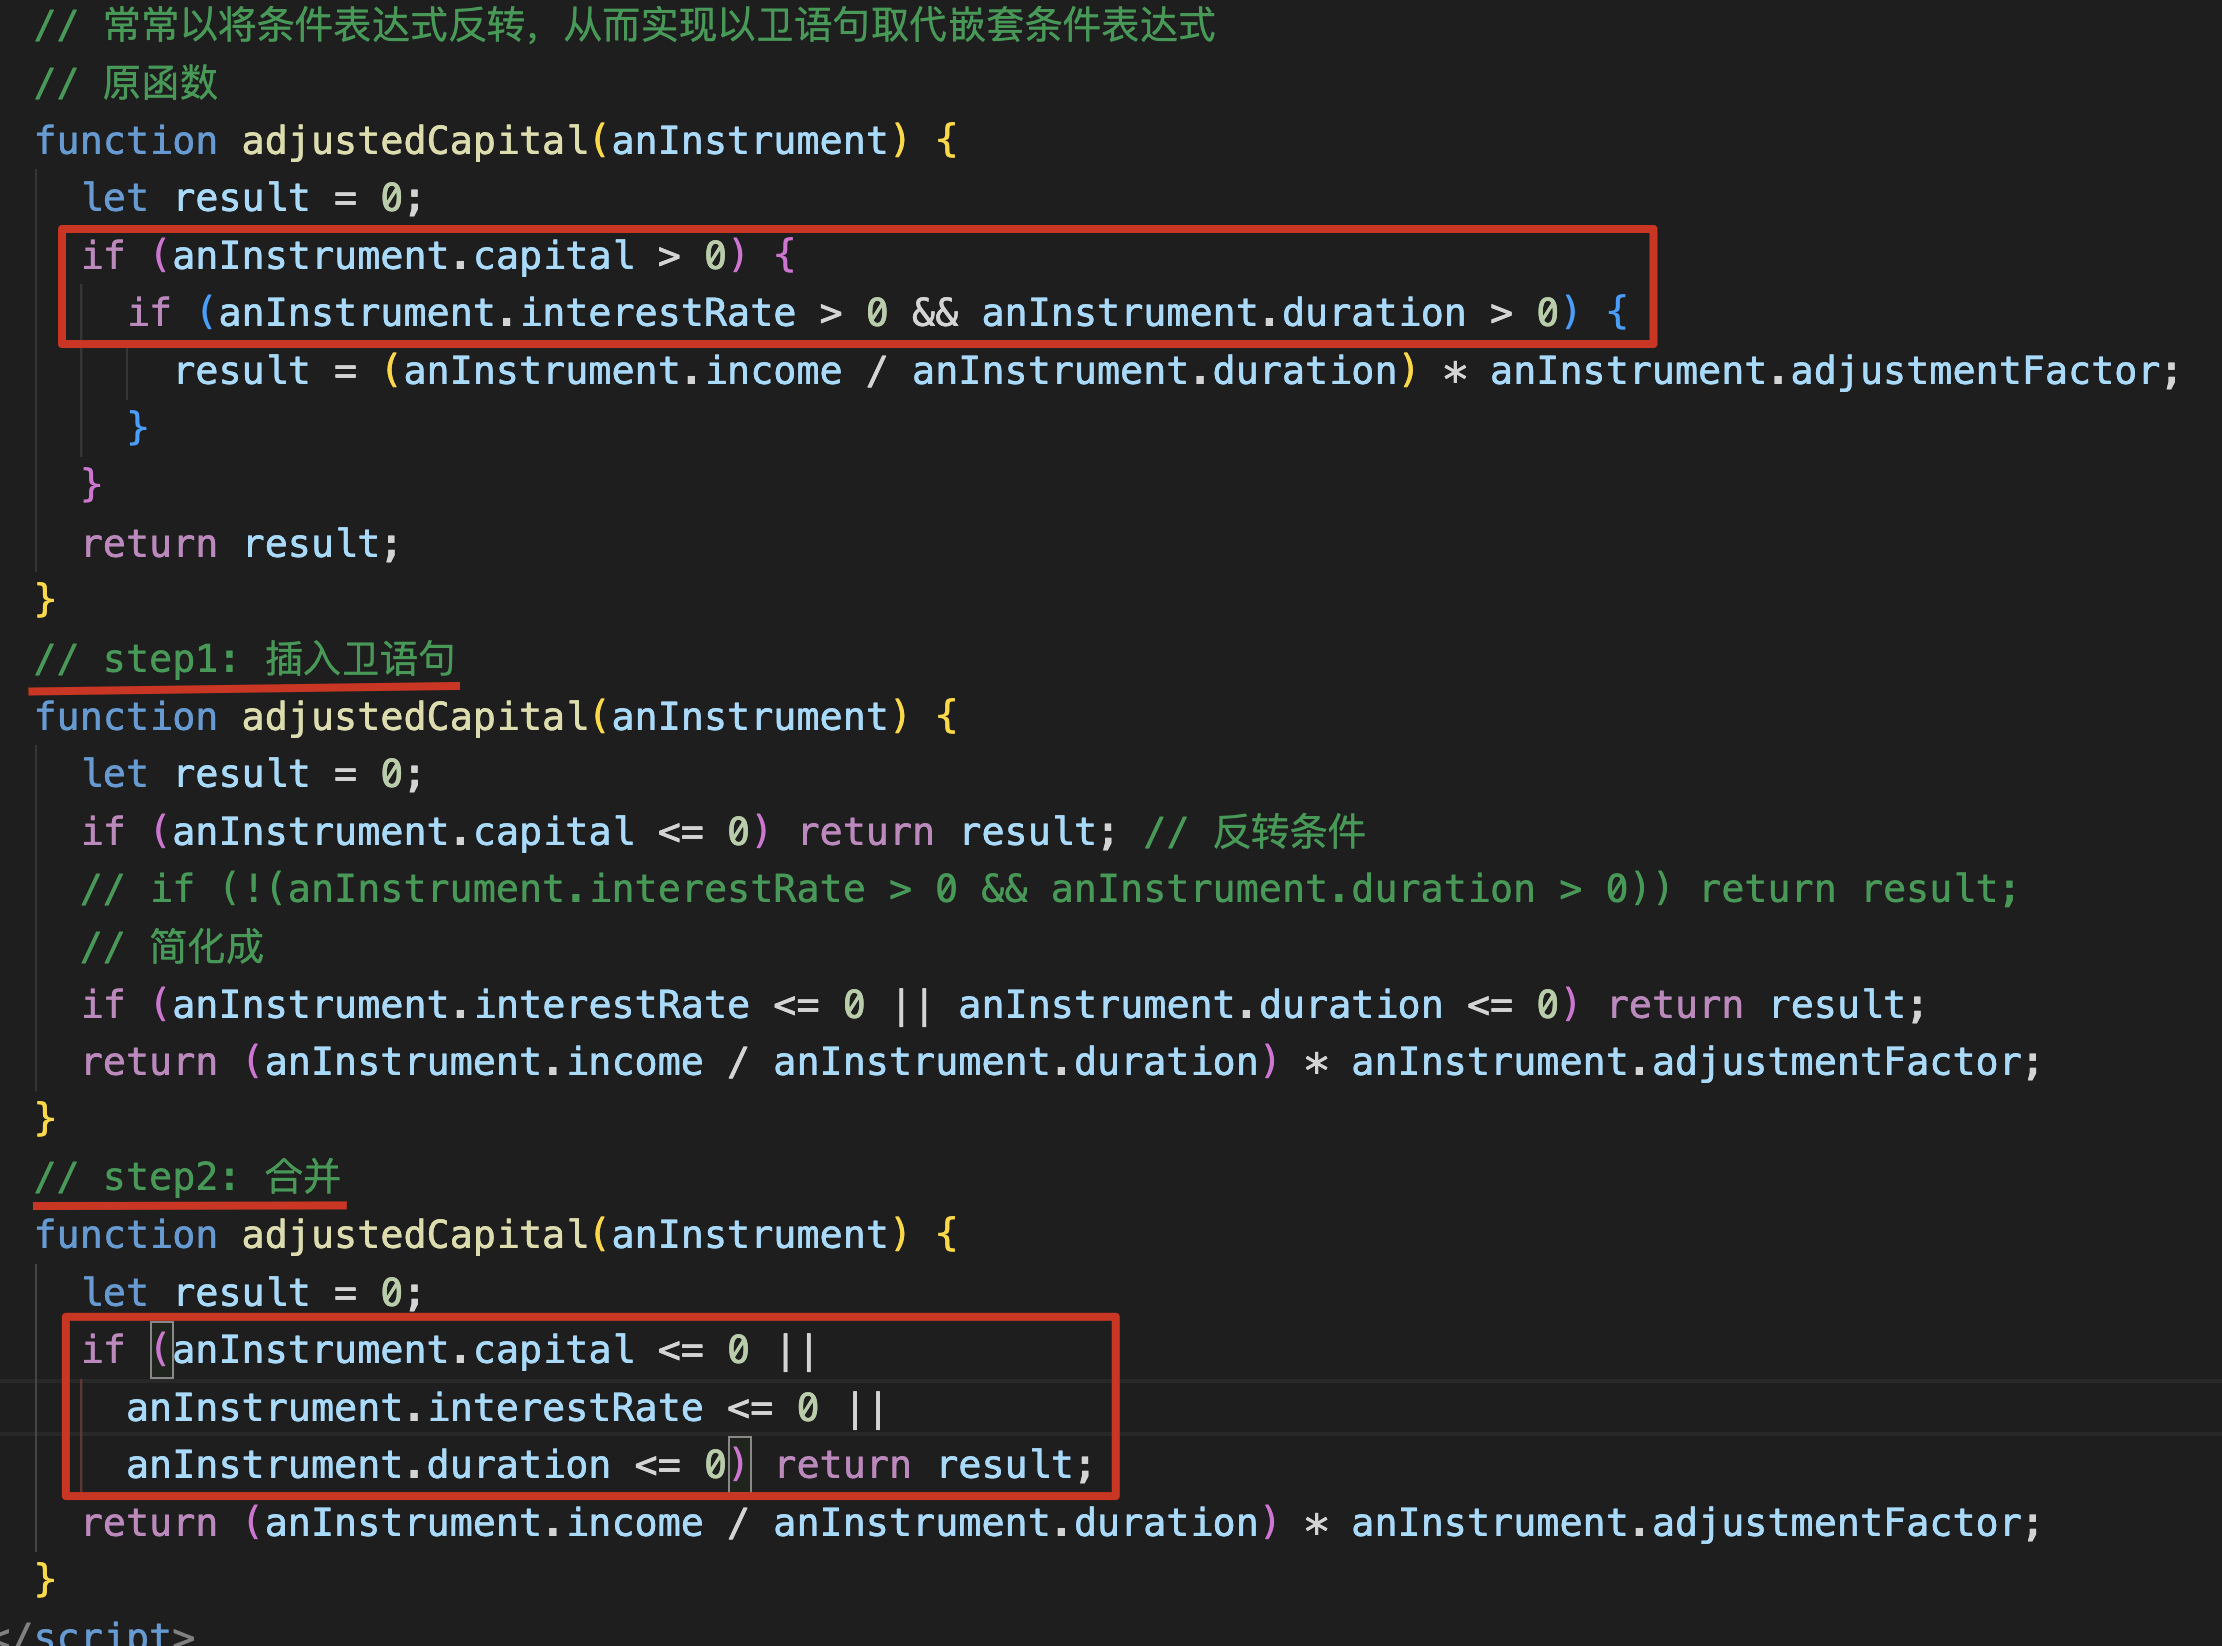 // 常常以将条件表达式反转，从而实现以卫语句取代嵌套条件表达式
// 原函数
function adjustedCapital(anInstrument) {
  let result = 0;
  if (anInstrument.capital > 0) {
    if (anInstrument.interestRate > 0 && anInstrument.duration > 0) {
      result = (anInstrument.income / anInstrument.duration) * anInstrument.adjustmentFactor;
    }
  }
  return result;
}
// step1: 插入卫语句
function adjustedCapital(anInstrument) {
  let result = 0;
  if (anInstrument.capital <= 0) return result; // 反转条件
  // if (!(anInstrument.interestRate > 0 && anInstrument.duration > 0)) return result;
  // 简化成
  if (anInstrument.interestRate <= 0 || anInstrument.duration <= 0) return result;
  return (anInstrument.income / anInstrument.duration) * anInstrument.adjustmentFactor;
}
// step2: 合并
function adjustedCapital(anInstrument) {
  let result = 0;
  if (anInstrument.capital <= 0 ||
    anInstrument.interestRate <= 0 ||
    anInstrument.duration <= 0) return result;
  return (anInstrument.income / anInstrument.duration) * anInstrument.adjustmentFactor;
}
</script>